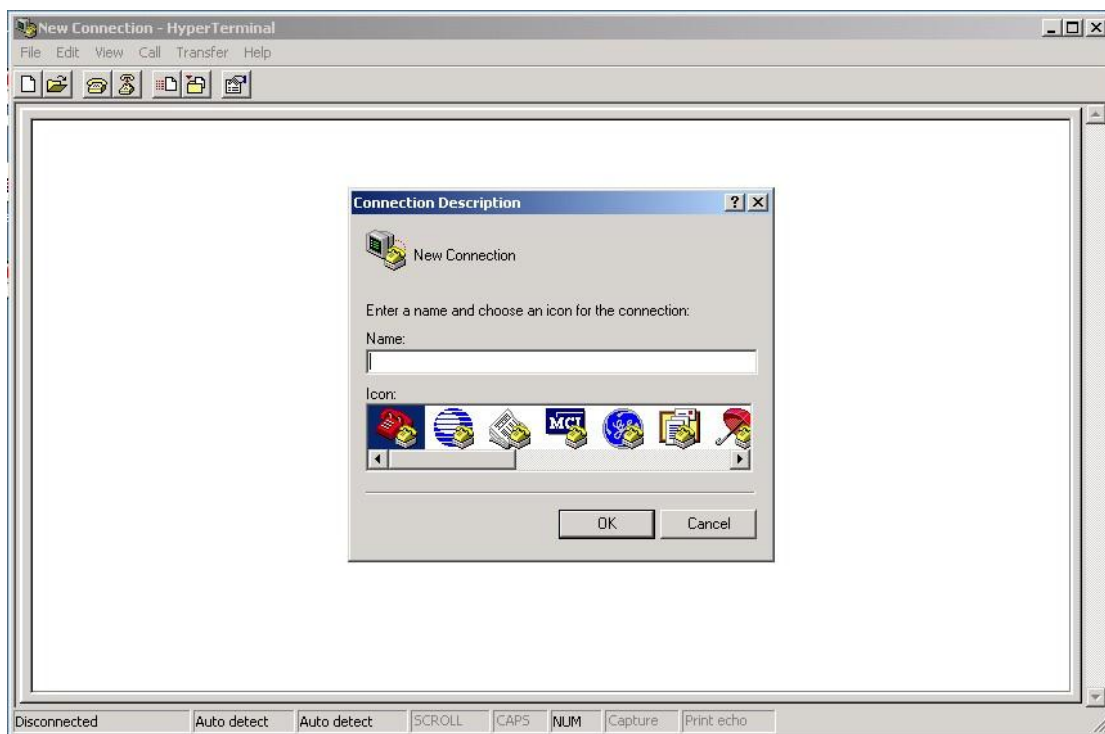 New Connection - HyperTerminal
File Edit View Call Transfer Help
Connection Description
New Connection
Enter a name and choose an icon for the connection:
Name:
Icon:
MCI
OK Cancel
Disconnected Auto detect Auto detect SCROLL CAPS NUM Capture Print echo